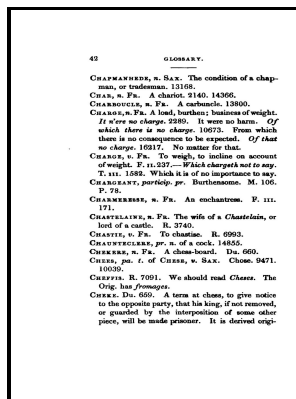 42 GLOSSARY.
CHAPMANHEDE, n. SAX. The condition of a chap-
man, or tradesman. 13168.
CHAR, n. FR. A chariot. 2140. 14366.
CHARBOUCLE, n. FR. A carbuncle. 13800.
CHARGE, n. FR. A load, burthen; business of weight.
It n'ere no charge. 2289. It were no harm. Of
which there is no charge. 10673. From which
there is no consequence to be expected. Of that
no charge. 16217. No matter for that.
CHARGE, v. FR. To weigh, to incline on account
of weight. F. II. 237.—Which chargeth not to say.
T. III. 1582. Which it is of no importance to say.
CHARGEANT, particip. pr. Burthensome. M. 106.
P. 78.
CHARMERESSE, n. FR. An enchantress. F. III.
171.
CHASTELAINE, n. FR. The wife of a Chastelain, or
lord of a castle. R. 3740.
CHASTIE, v. FR. To chastise. R. 6993.
CHAUNTECLERE, pr. n. of a cock. 14855.
CHEKERE, n. FR. A chess-board. Du. 660.
CHEES, pa. t. of CHESE, v. SAX. Chose. 9471.
10039.
CHEFFIS. R. 7091. We should read Cheses. The
Orig. has fromages.
CHEKE. Du. 659. A term at chess, to give notice
to the opposite party, that his king, if not removed,
or guarded by the interposition of some other
piece, will be made prisoner. It is derived origi-